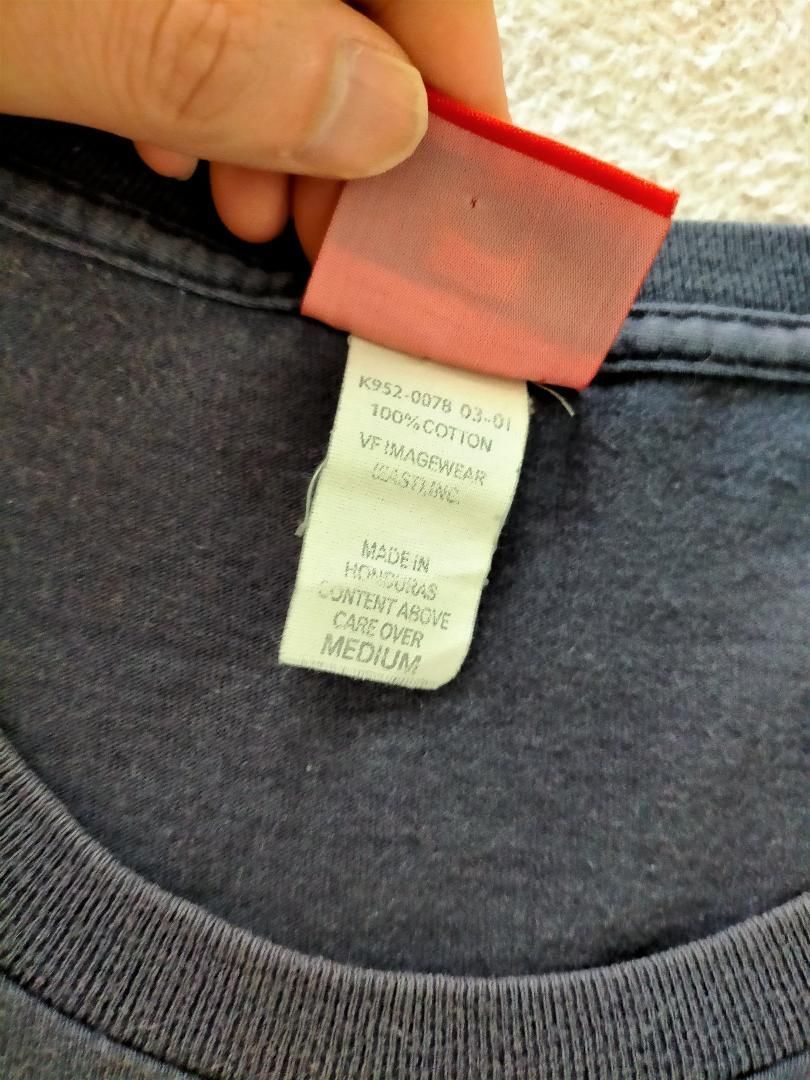 K952-0078 03-01
100% COTTON
VF IMAGEWEAR
(EAST), INC.
MADE IN
HONDURAS
CONTENT ABOVE
CARE OVER
MEDIUM